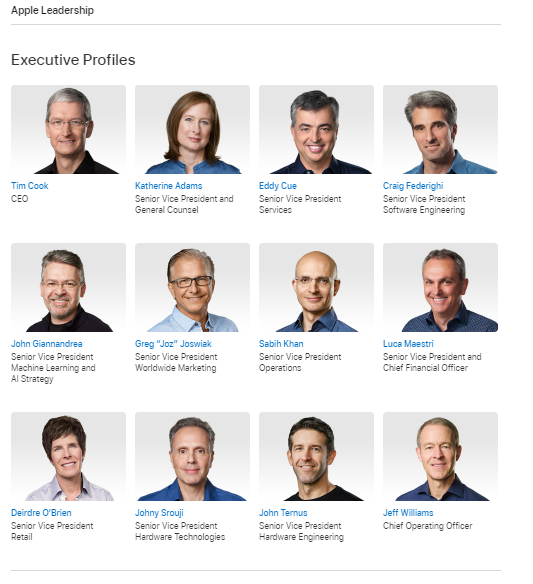 Apple Leadership
Executive Profiles
Tim Cook
CEO
Katherine Adams
Senior Vice President and
General Counsel
Eddy Cue
Senior Vice President
Services
Craig Federighi
Senior Vice President
Software Engineering
John Giannandrea
Senior Vice President
Machine Learning and
AI Strategy
Greg “Joz” Joswiak
Senior Vice President
Worldwide Marketing
Sabih Khan
Senior Vice President
Operations
Luca Maestri
Senior Vice President and
Chief Financial Officer
Deirdre O’Brien
Senior Vice President
Retail
Johny Srouji
Senior Vice President
Hardware Technologies
John Ternus
Senior Vice President
Hardware Engineering
Jeff Williams
Chief Operating Officer